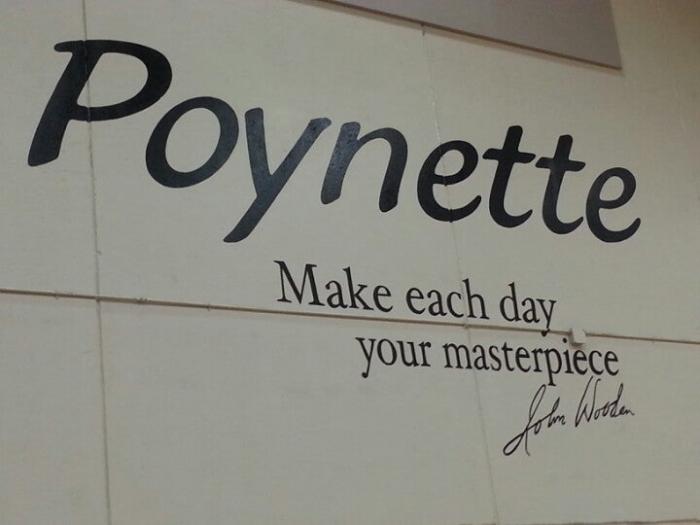 Poynette
Make each day
your masterpiece
John Wooden